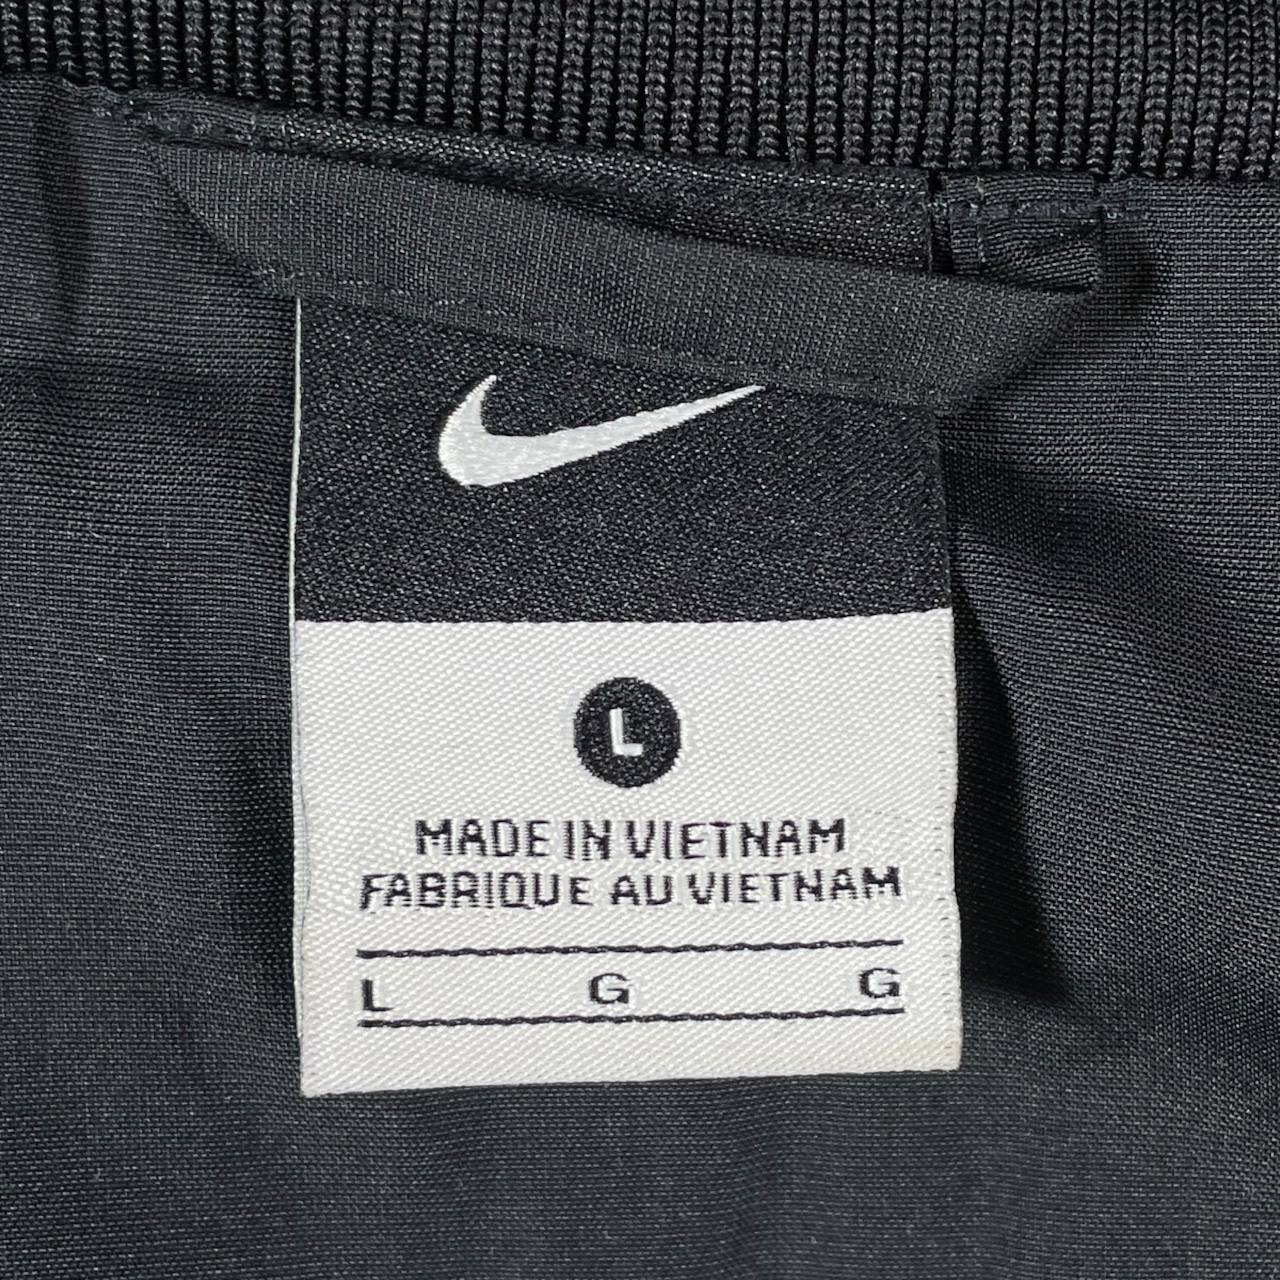 L
MADE IN VIETNAM
FABRIQUE AU VIETNAM
L G G